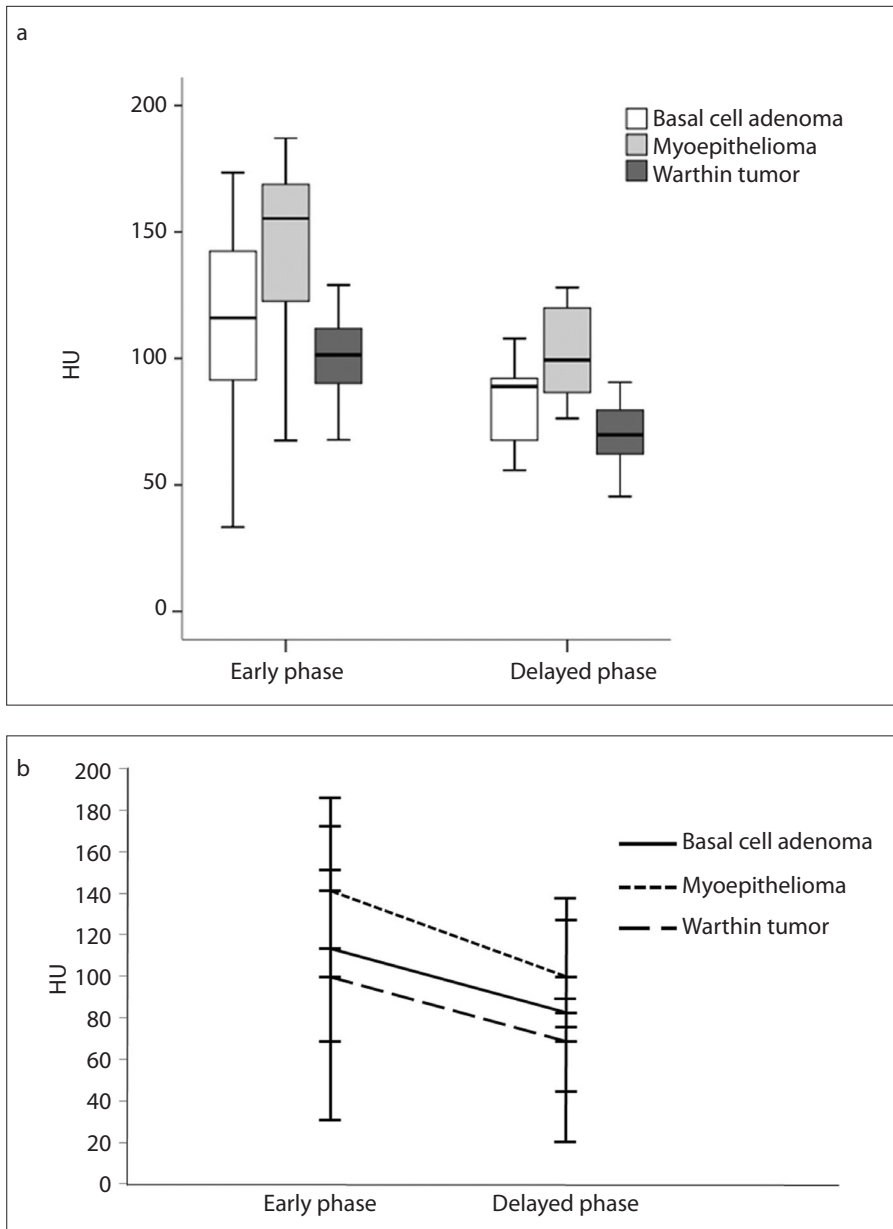 a
200
150
100
50
0
HU
Basal cell adenoma
Myoepithelioma
Warthin tumor
Early phase Delayed phase
b
200
180
160
140
120
100
80
60
40
20
0
HU
Basal cell adenoma
Myoepithelioma
Warthin tumor
Early phase Delayed phase